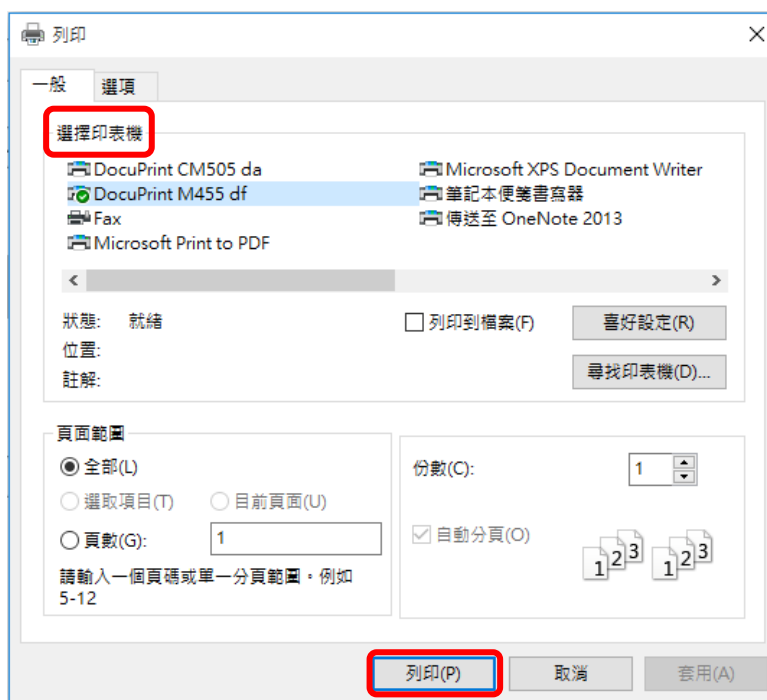 列印
一般 選項
選擇印表機
DocuPrint CM505 da
DocuPrint M455 df
Fax
Microsoft Print to PDF
Microsoft XPS Document Writer
筆記本便箋書寫器
傳送至 OneNote 2013
狀態: 就緒
位置:
註解:
列印到檔案(F)
喜好設定(R)
尋找印表機(D)...
頁面範圍
全部(L)
選取項目(T) 目前頁面(U)
頁數(G): 1
請輸入一個頁碼或單一分頁範圍。例如
5-12
份數(C): 1
自動分頁(O)
1 2 3 1 2 3
列印(P) 取消 套用(A)